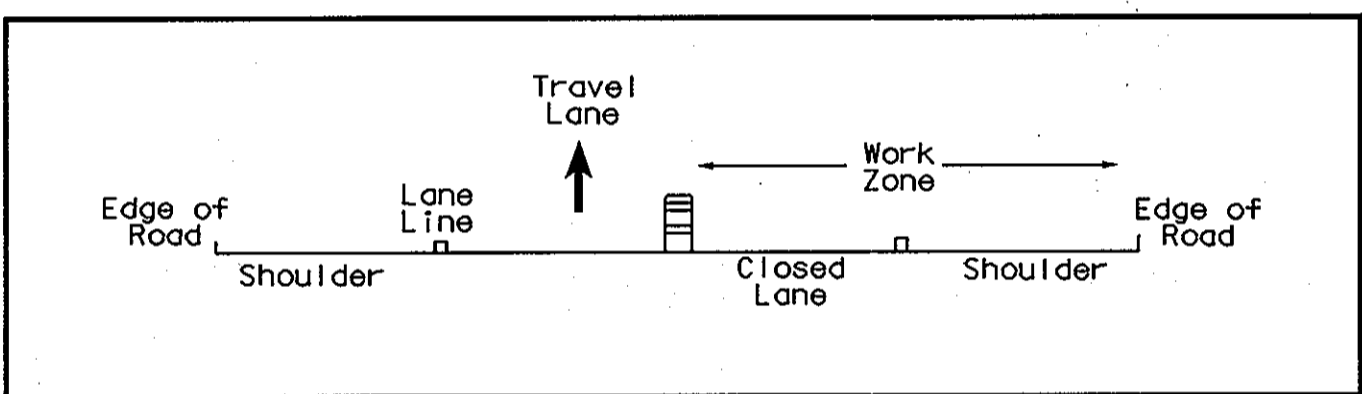 Travel
Lane
Work
Zone
Edge of
Road
Lane
Line
Edge of
Road
Shoulder
Closed
Lane
Shoulder